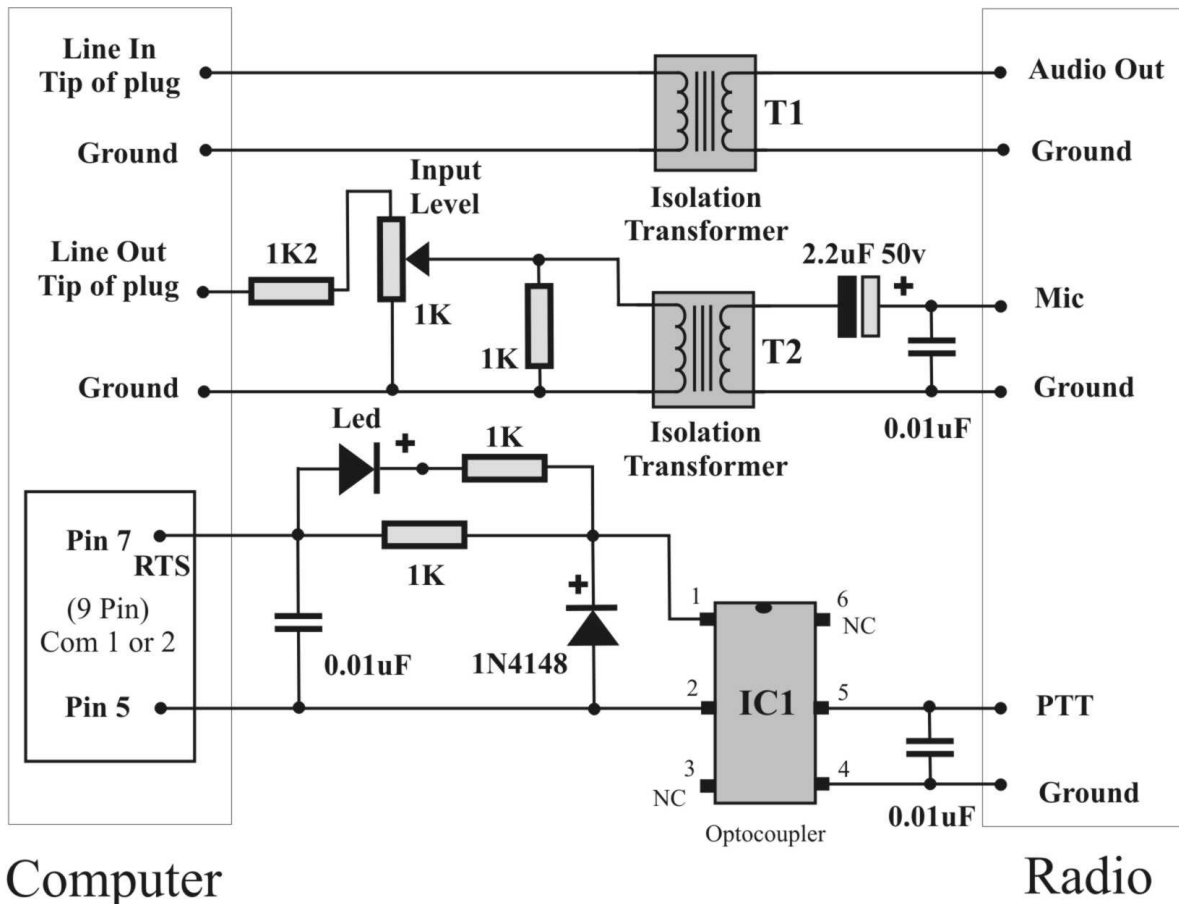 Line In
Tip of plug
Audio Out
T1
Ground
Ground
Input
Level
Isolation
Transformer
Line Out
Tip of plug
1K2
2.2uF 50v
+
Mic
1K
1K
T2
Ground
Ground
0.01uF
Led
+
1K
Isolation
Transformer
Pin 7
RTS
1K
+
(9 Pin)
Com 1 or 2
0.01uF
1N4148
1
6
NC
Pin 5
2
IC1
5
PTT
3
NC
4
Ground
0.01uF
Optocoupler
Computer
Radio